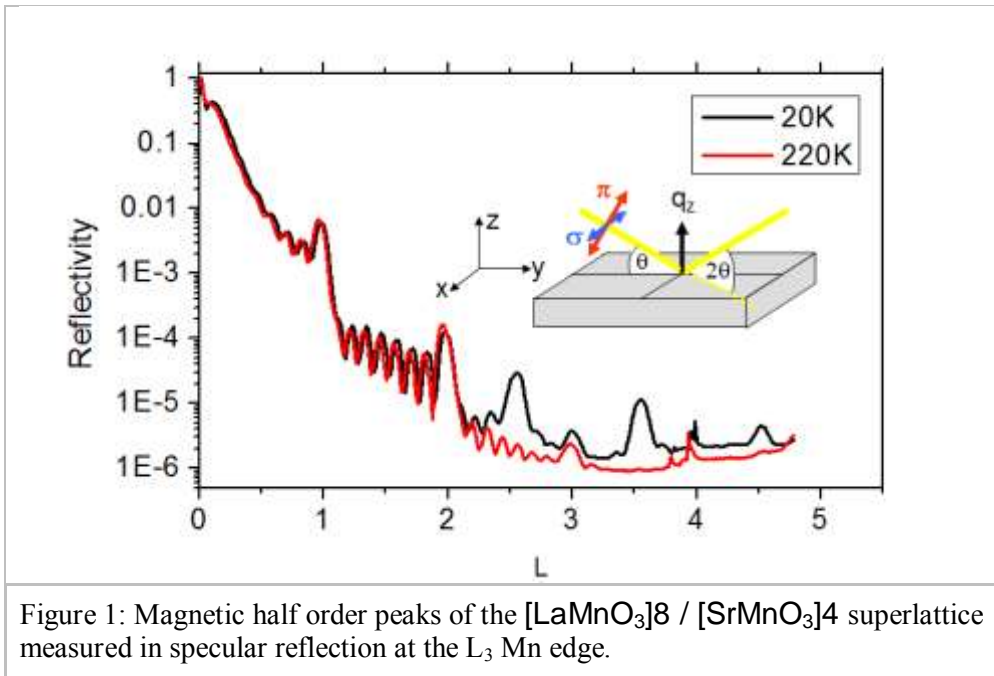 1
0.1
0.01
1E-3
1E-4
1E-5
1E-6
Reflectivity
20K
220K
π
σ
q_z
z
y
x
θ
2θ
0 1 2 3 4 5
L
Figure 1: Magnetic half order peaks of the [LaMnO₃]8 / [SrMnO₃]4 superlattice
measured in specular reflection at the L₃ Mn edge.